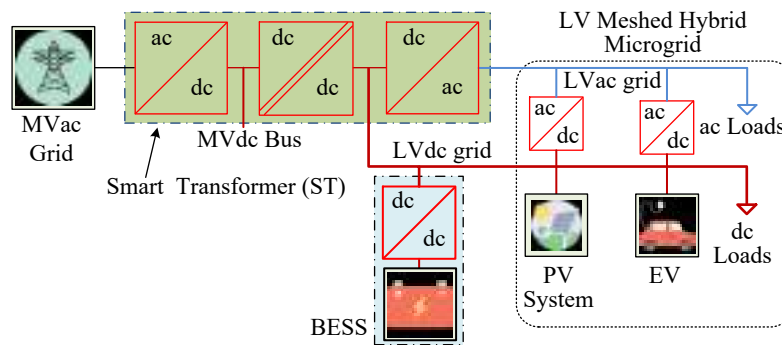 LV Meshed Hybrid
Microgrid
ac
dc
dc
dc
dc
ac
LVac grid
MVac
Grid
MVdc Bus
ac
dc
ac
dc
ac Loads
LVdc grid
Smart Transformer (ST)
dc
dc
dc
Loads
PV
System
EV
BESS